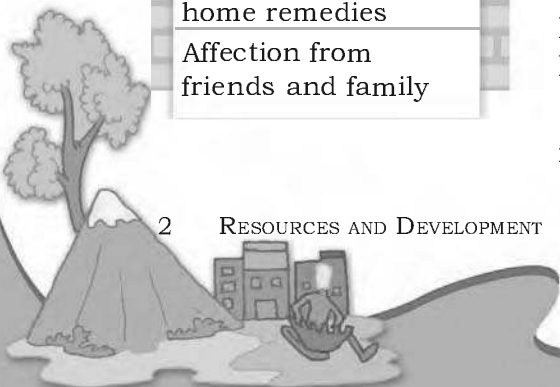 home remedies
Affection from
friends and family
2 RESOURCES AND DEVELOPMENT